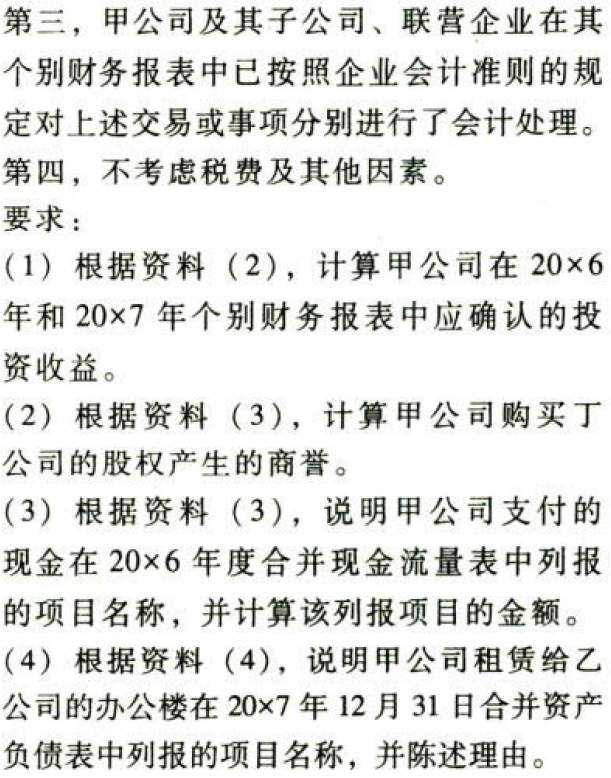 第三，甲公司及其子公司、联营企业在其
个别财务报表中已按照企业会计准则的规
定对上述交易或事项分别进行了会计处理。
第四，不考虑税费及其他因素。
要求：
(1) 根据资料（2），计算甲公司在 20×6
年和 20×7 年个别财务报表中应确认的投
资收益。
(2) 根据资料（3），计算甲公司购买丁
公司的股权产生的商誉。
(3) 根据资料（3），说明甲公司支付的
现金在 20×6 年度合并现金流量表中列报
的项目名称，并计算该列报项目的金额。
(4) 根据资料（4），说明甲公司租赁给乙
公司的办公楼在 20×7 年 12 月 31 日合并资产
负债表中列报的项目名称，并陈述理由。